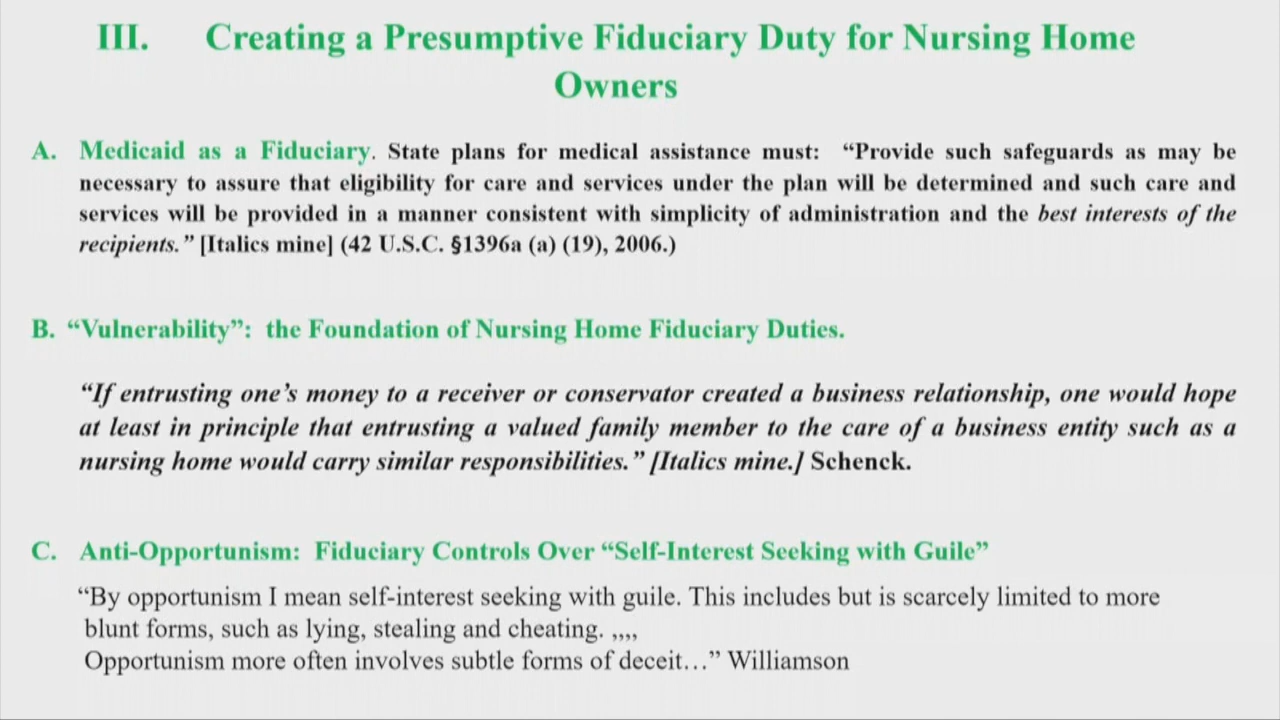 III. Creating a Presumptive Fiduciary Duty for Nursing Home
Owners
A. Medicaid as a Fiduciary. State plans for medical assistance must: “Provide such safeguards as may be
necessary to assure that eligibility for care and services under the plan will be determined and such care and
services will be provided in a manner consistent with simplicity of administration and the best interests of the
recipients.” [Italics mine] (42 U.S.C. §1396a (a) (19), 2006.)
B. “Vulnerability”: the Foundation of Nursing Home Fiduciary Duties.
“If entrusting one’s money to a receiver or conservator created a business relationship, one would hope
at least in principle that entrusting a valued family member to the care of a business entity such as a
nursing home would carry similar responsibilities.” [Italics mine.] Schenck.
C. Anti-Opportunism: Fiduciary Controls Over “Self-Interest Seeking with Guile”
“By opportunism I mean self-interest seeking with guile. This includes but is scarcely limited to more
blunt forms, such as lying, stealing and cheating. ,,,,
Opportunism more often involves subtle forms of deceit…” Williamson